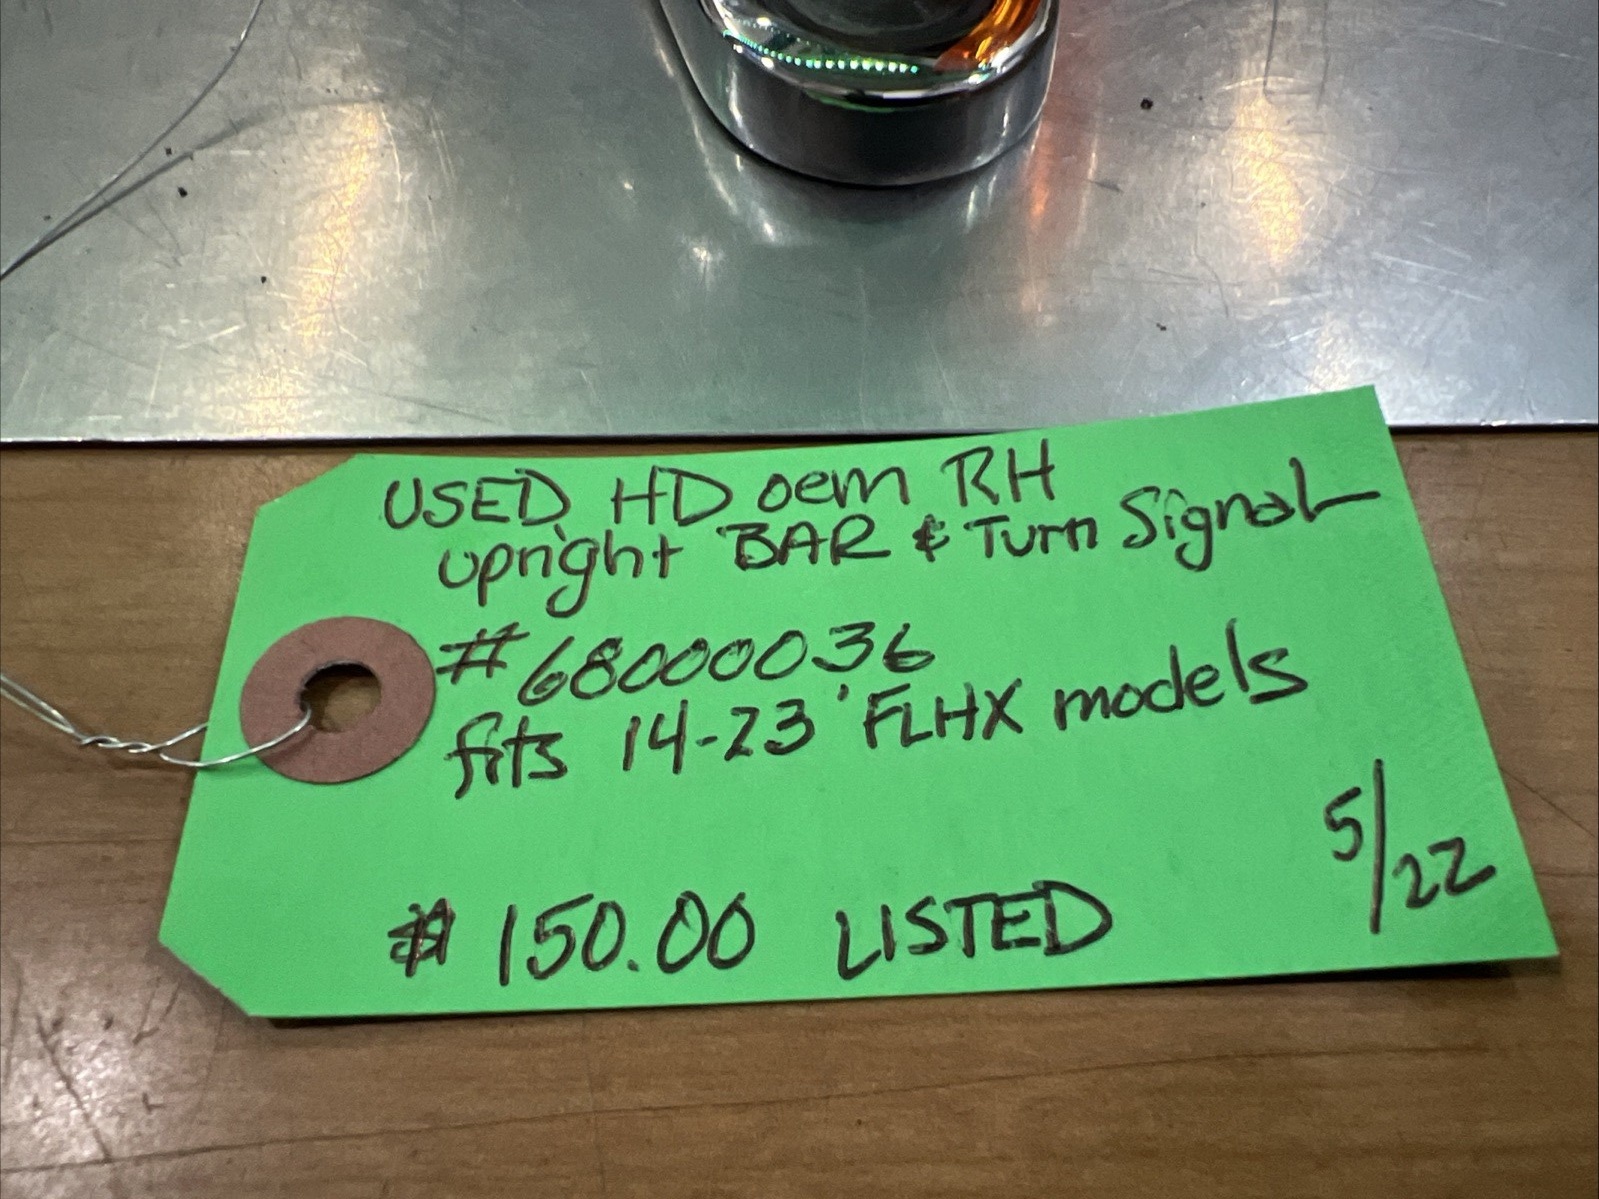 USED HD oem RH
upright BAR & Turn Signal
#68000036
fits 14-23' FLHX models
5/22
$150.00 LISTED